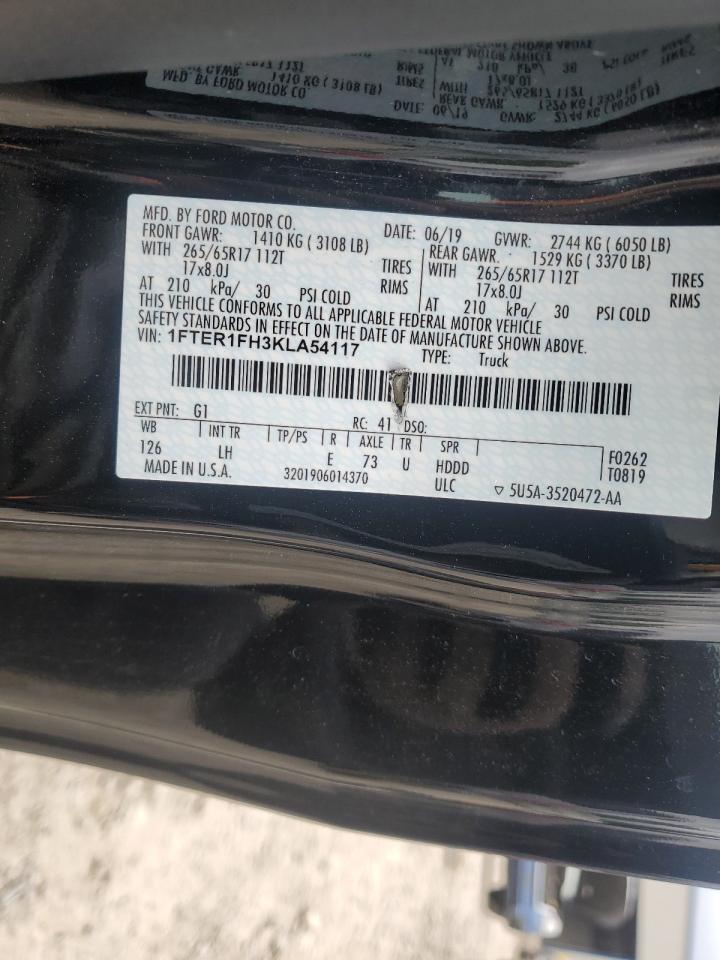 MFD. BY FORD MOTOR CO.
DATE: 06/19 GVWR: 2744 KG (6050 LB)
FRONT GAWR: 1410 KG (3108 LB)
REAR GAWR: 1529 KG (3370 LB)
WITH 265/65R17 112T TIRES
WITH 265/65R17 112T TIRES
17x8.0J RIMS
17x8.0J RIMS
AT 210 kPa/ 30 PSI COLD
AT 210 kPa/ 30 PSI COLD
THIS VEHICLE CONFORMS TO ALL APPLICABLE FEDERAL MOTOR VEHICLE
SAFETY STANDARDS IN EFFECT ON THE DATE OF MANUFACTURE SHOWN ABOVE.
VIN: 1FTER1FH3KLA54117
TYPE: Truck
EXT PNT: G1 RC: 41 DSO:
WB INT TR TP/PS R AXLE TR SPR
126 LH E 73 U HDDD
F0262
T0819
MADE IN U.S.A. 3201906014370 ULC ▽ 5U5A-3520472-AA